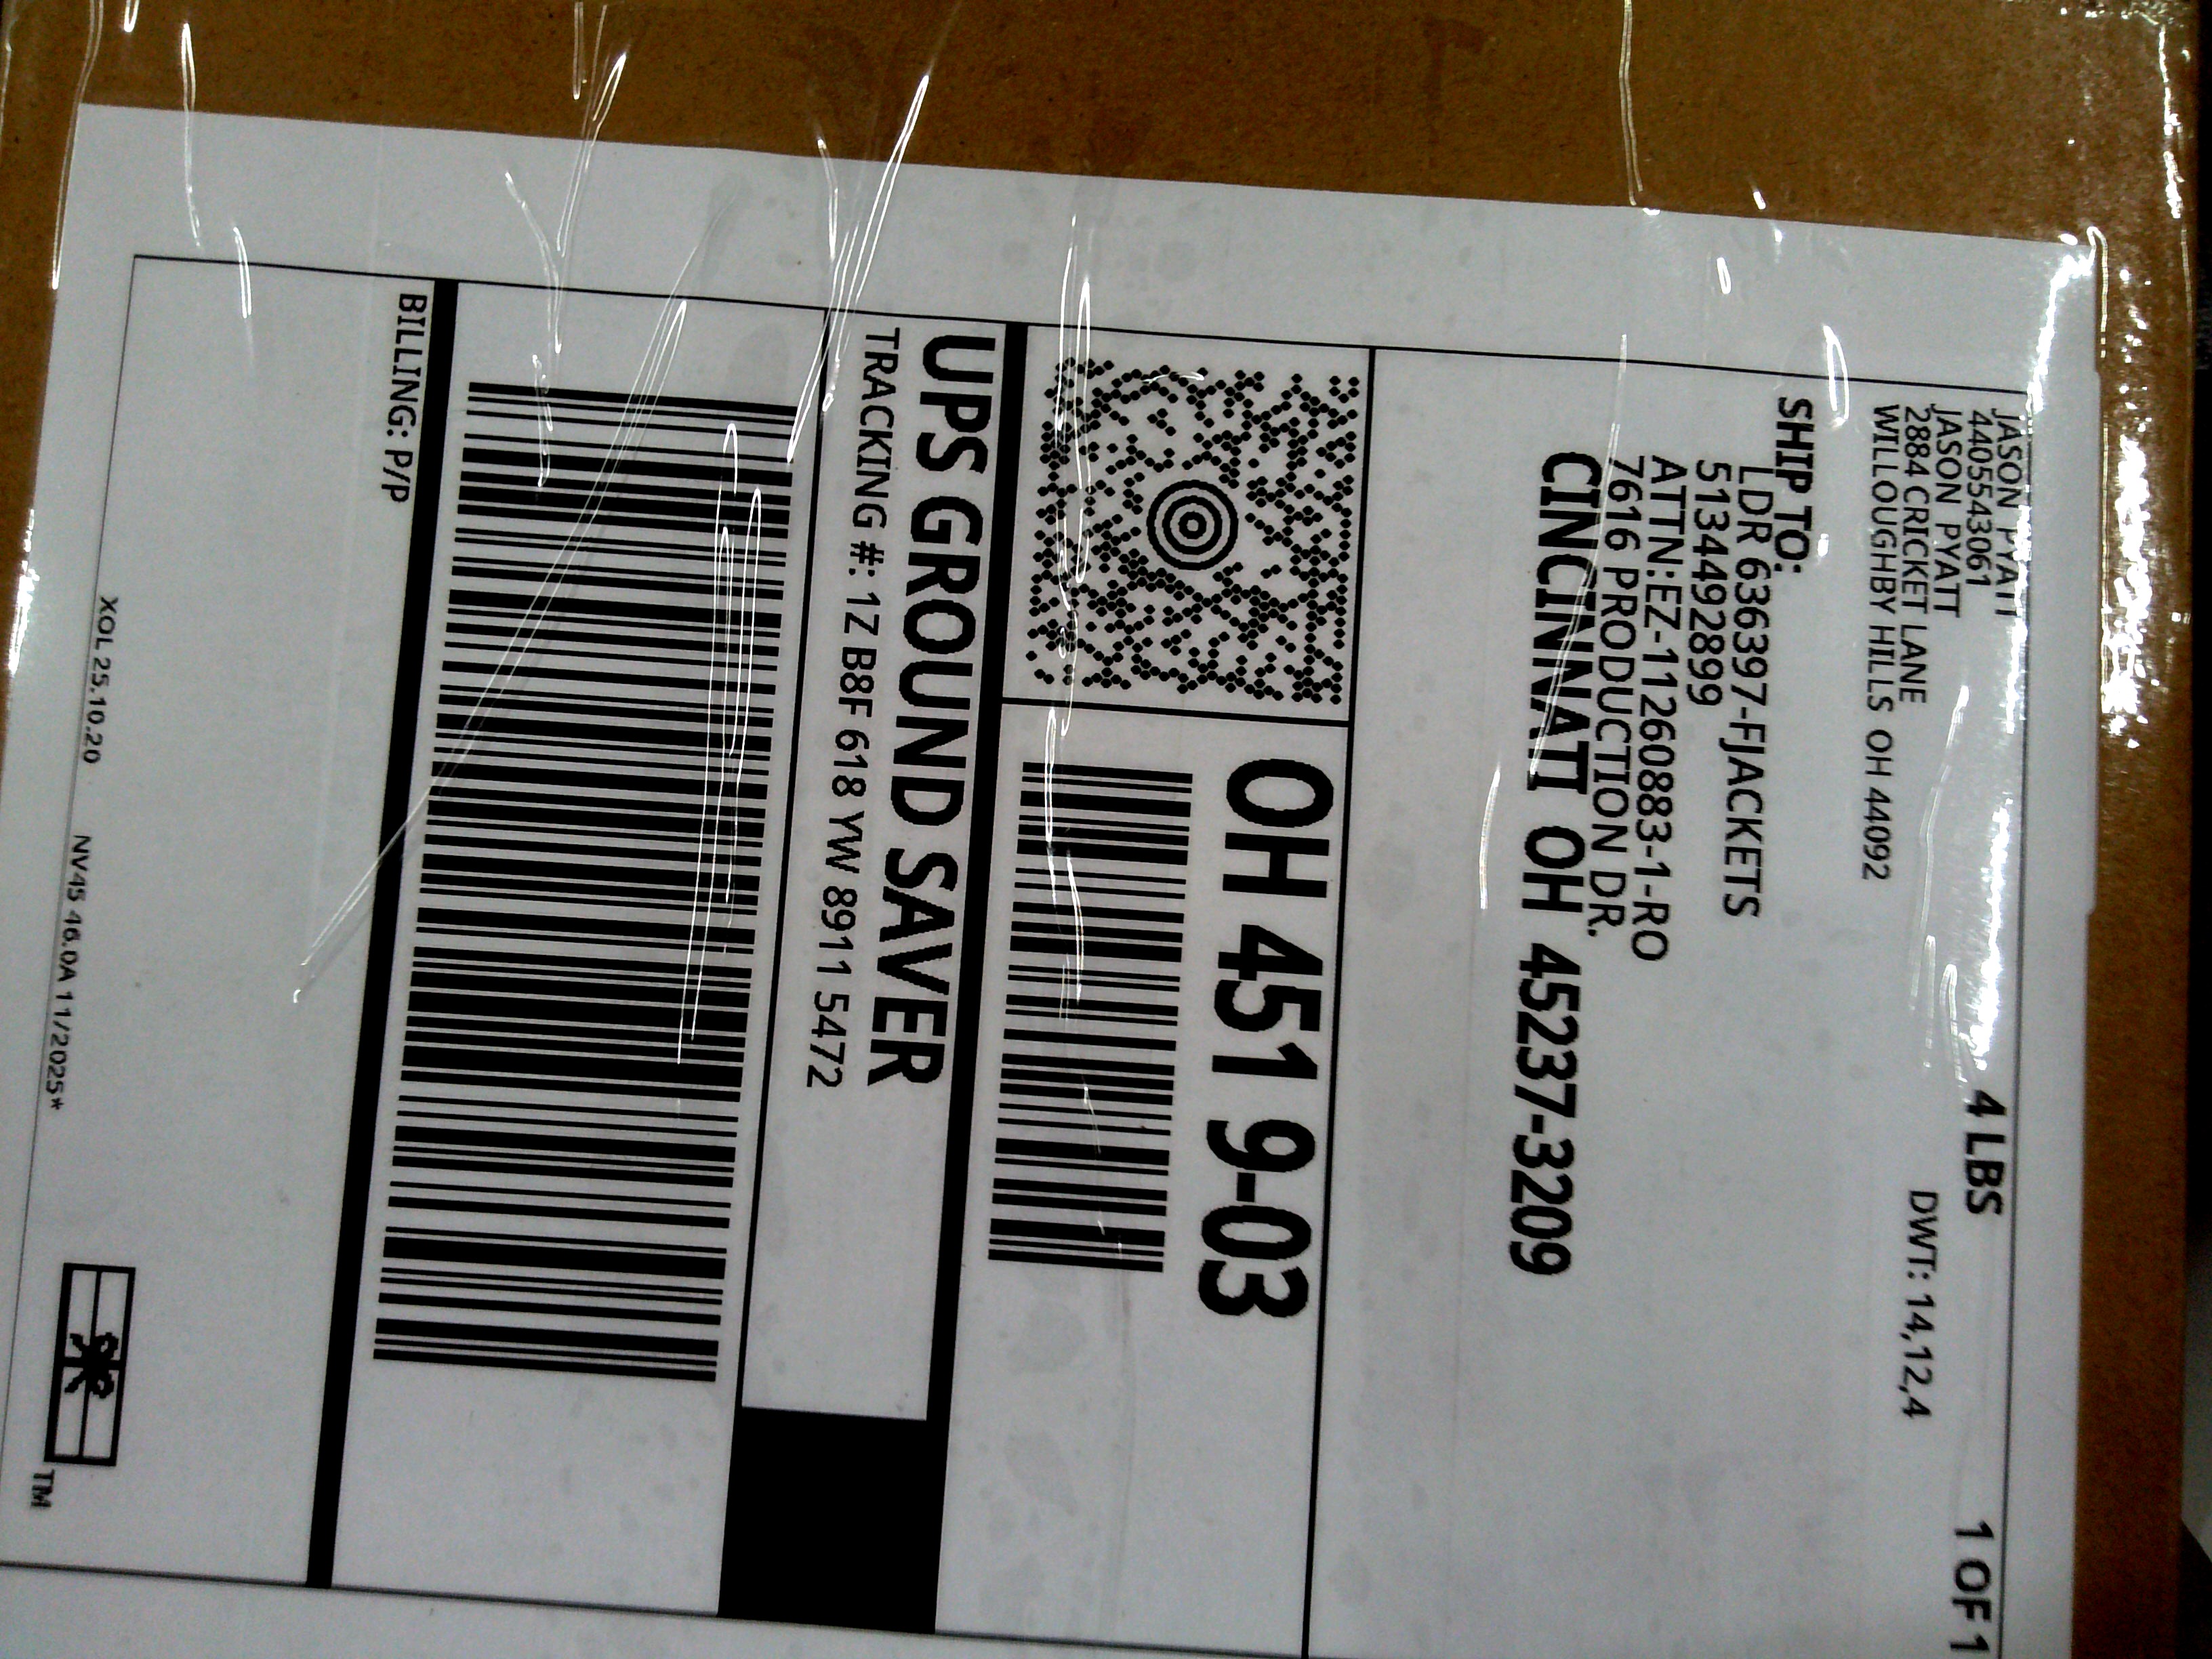 JASON PYATT
4405543061
JASON PYATT
2884 CRICKET LANE
WILLOUGHBY HILLS OH 44092
4 LBS
1 OF 1
DWT: 14,12,4
SHIP TO:
LDR 636397-FJACKETS
5134492899
ATTN:EZ-11260883-1-RO
7616 PRODUCTION DR.
CINCINNATI OH 45237-3209
OH 451 9-03
UPS GROUND SAVER
TRACKING #: 1Z B8F 618 YW 8911 5472
BILLING: P/P
XOL 25.10.20
NV45 46.0A 11/2025*
TM